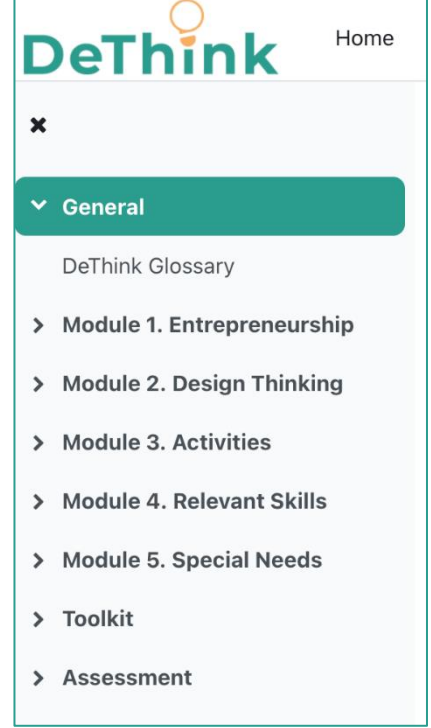 DeThink
Home
General
DeThink Glossary
Module 1. Entrepreneurship
Module 2. Design Thinking
Module 3. Activities
Module 4. Relevant Skills
Module 5. Special Needs
Toolkit
Assessment